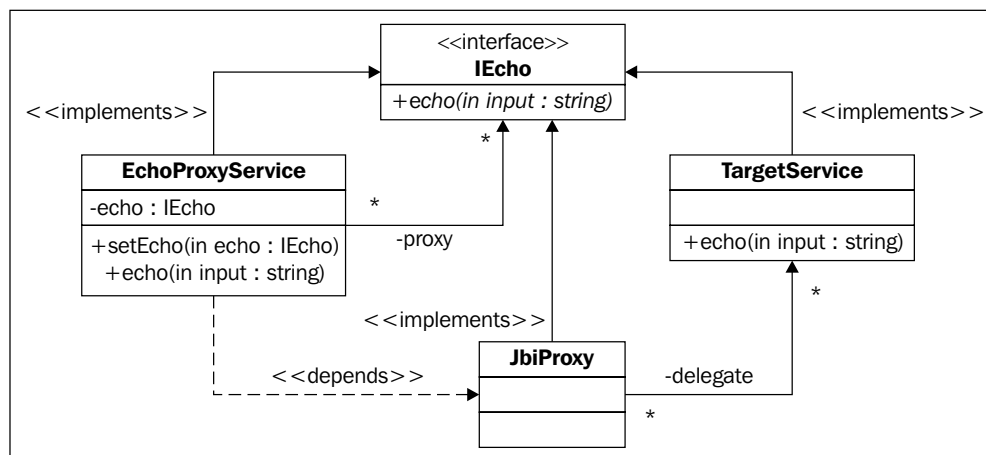 <<interface>>
IEcho
+echo(in input : string)
<<implements>>
<<implements>>
*
EchoProxyService
-echo : IEcho
+setEcho(in echo : IEcho)
+echo(in input : string)
*
-proxy
TargetService
+echo(in input : string)
*
<<implements>>
<<depends>>
JbiProxy
-delegate
*